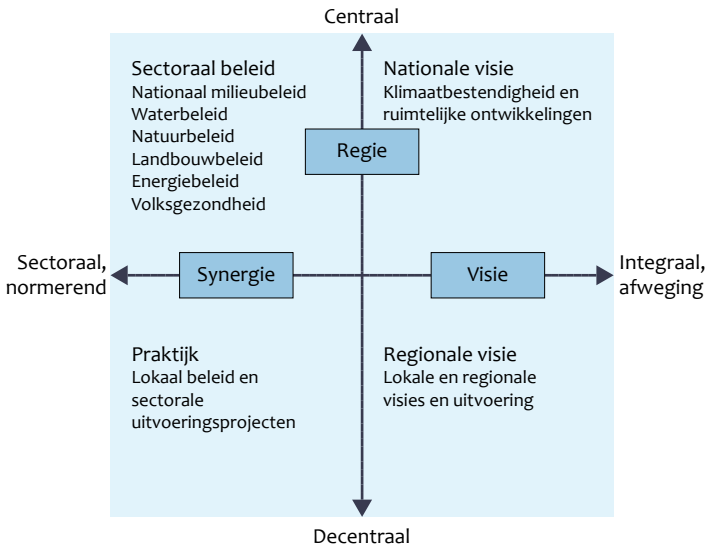 Centraal
Sectoraal beleid
Nationaal milieubeleid
Waterbeleid
Natuurbeleid
Landbouwbeleid
Energiebeleid
Volksgezondheid
Nationale visie
Klimaatbestendigheid en
ruimtelijke ontwikkelingen
Regie
Sectoraal,
normerend
Synergie
Visie
Integraal,
afweging
Praktijk
Lokaal beleid en
sectorale
uitvoeringsprojecten
Regionale visie
Lokale en regionale
visies en uitvoering
Decentraal